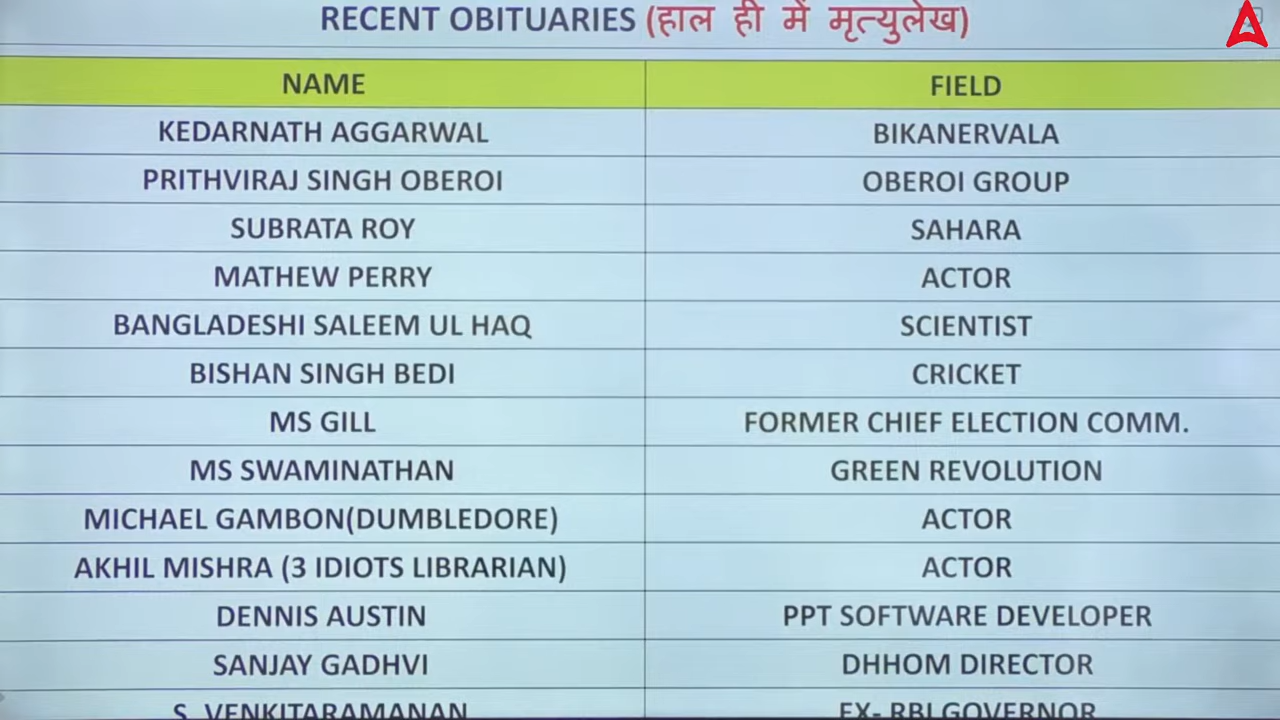 RECENT OBITUARIES (हाल ही में मृत्युलेख)
NAME FIELD
KEDARNATH AGGARWAL BIKANERVALA
PRITHVIRAJ SINGH OBEROI OBEROI GROUP
SUBRATA ROY SAHARA
MATHEW PERRY ACTOR
BANGLADESHI SALEEM UL HAQ SCIENTIST
BISHAN SINGH BEDI CRICKET
MS GILL FORMER CHIEF ELECTION COMM.
MS SWAMINATHAN GREEN REVOLUTION
MICHAEL GAMBON(DUMBLEDORE) ACTOR
AKHIL MISHRA (3 IDIOTS LIBRARIAN) ACTOR
DENNIS AUSTIN PPT SOFTWARE DEVELOPER
SANJAY GADHVI DHHOM DIRECTOR
S. VENKITARAMANAN EX- RBI GOVERNOR